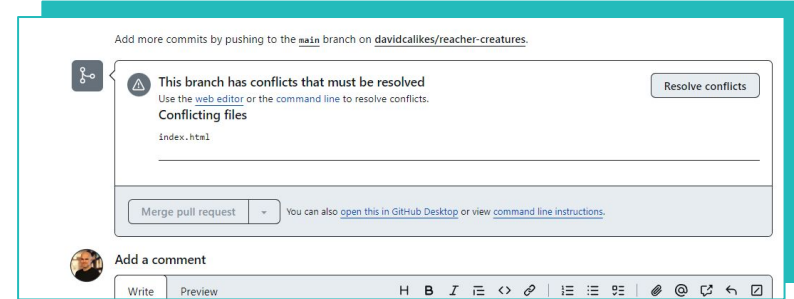 Add more commits by pushing to the main branch on davidcalikes/reacher-creatures.
This branch has conflicts that must be resolved
Resolve conflicts
Use the web editor or the command line to resolve conflicts.
Conflicting files
index.html
Merge pull request
You can also open this in GitHub Desktop or view command line instructions.
Add a comment
Write Preview H B I